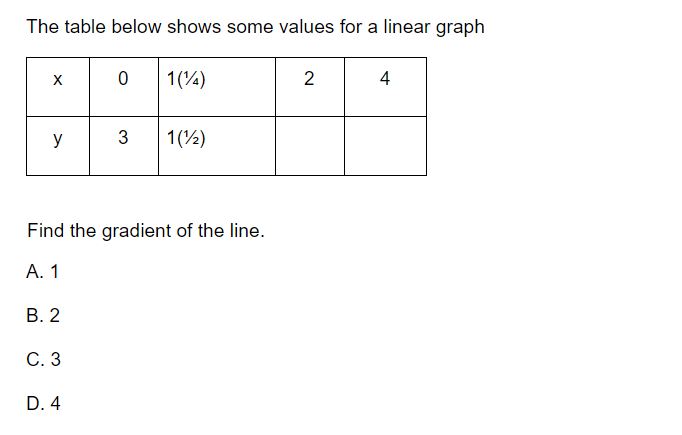 The table below shows some values for a linear graph
x 0 1(¼) 2 4
y 3 1(½)
Find the gradient of the line.
A. 1
B. 2
C. 3
D. 4